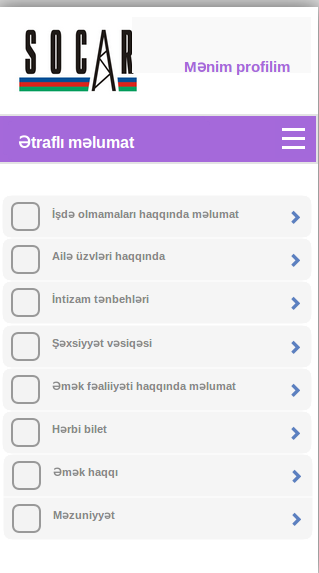 SOCAR
Mənim profilim
Ətraflı məlumat
İşdə olmamaları haqqında məlumat
Ailə üzvləri haqqında
İntizam tənbehləri
Şəxsiyyət vəsiqəsi
Əmək fəaliiyəti haqqında məlumat
Hərbi bilet
Əmək haqqı
Məzuniyyət